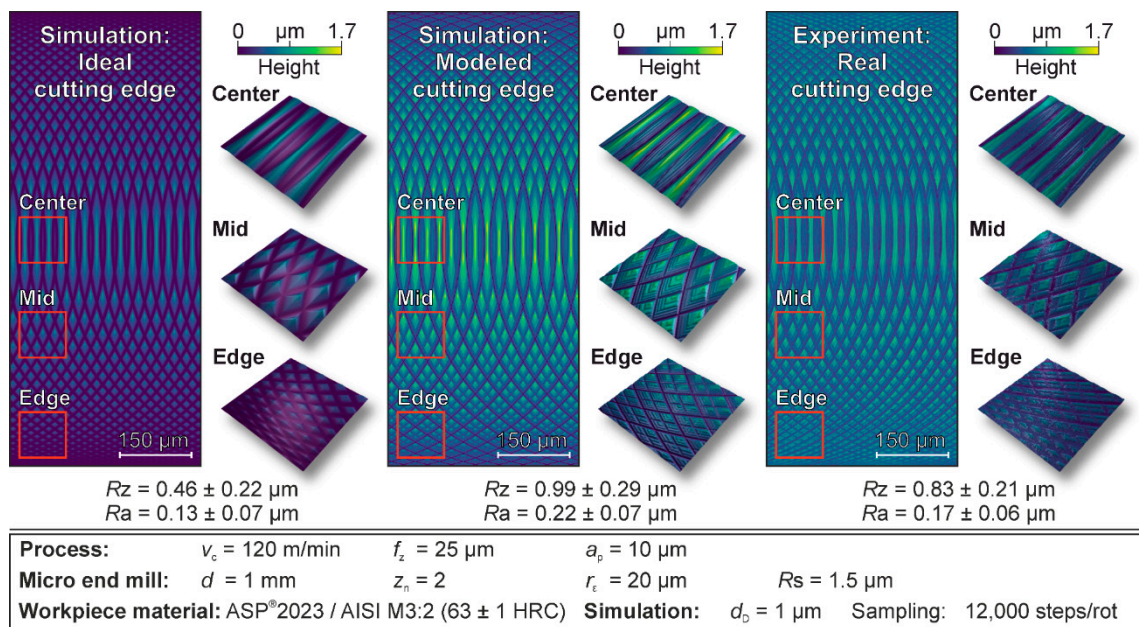 Simulation:
Ideal
cutting edge
0 µm 1.7
Height
Center
Mid
Edge
Center
Mid
Edge
150 µm
Rz = 0.46 ± 0.22 µm
Ra = 0.13 ± 0.07 µm
Simulation:
Modeled
cutting edge
0 µm 1.7
Height
Center
Mid
Edge
Center
Mid
Edge
150 µm
Rz = 0.99 ± 0.29 µm
Ra = 0.22 ± 0.07 µm
Experiment:
Real
cutting edge
0 µm 1.7
Height
Center
Mid
Edge
Center
Mid
Edge
150 µm
Rz = 0.83 ± 0.21 µm
Ra = 0.17 ± 0.06 µm
Process: v_c = 120 m/min f_z = 25 µm a_p = 10 µm
Micro end mill: d = 1 mm z_n = 2 r_ε = 20 µm Rs = 1.5 µm
Workpiece material: ASP®2023 / AISI M3:2 (63 ± 1 HRC) Simulation: d_D = 1 µm Sampling: 12,000 steps/rot